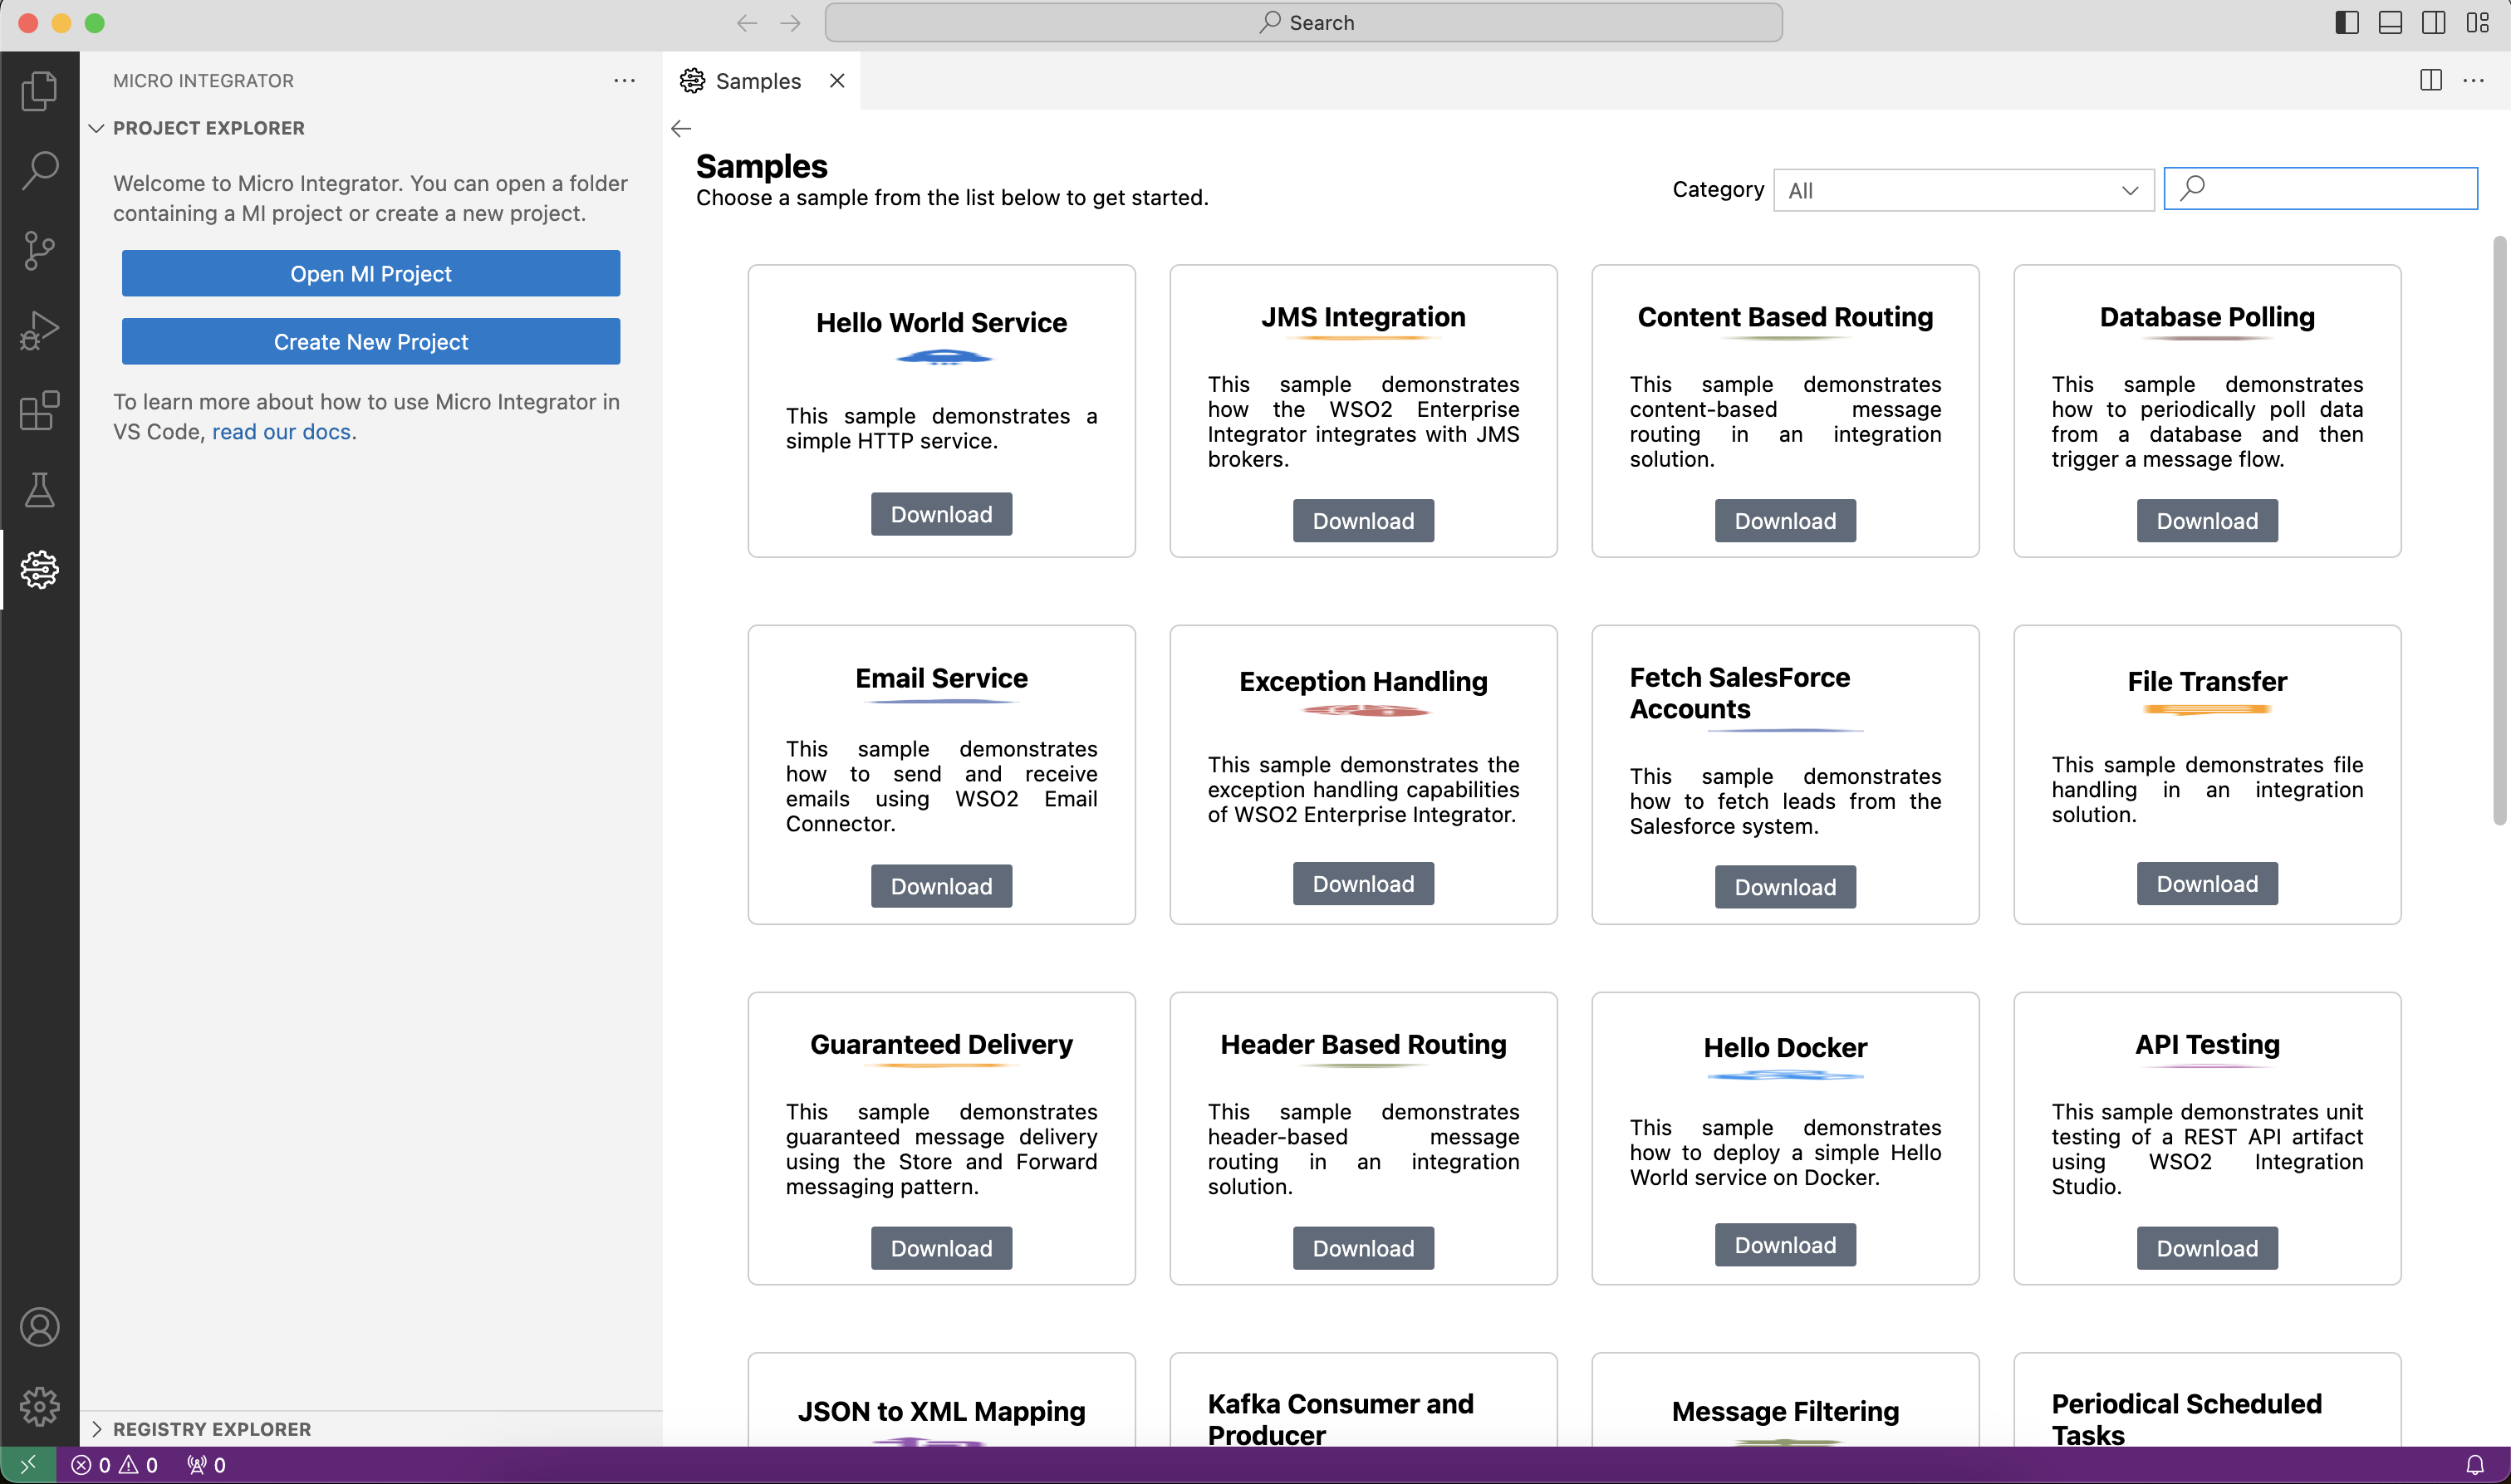 Search
MICRO INTEGRATOR
PROJECT EXPLORER
Welcome to Micro Integrator. You can open a folder
containing a MI project or create a new project.
Open MI Project
Create New Project
To learn more about how to use Micro Integrator in
VS Code, read our docs.
REGISTRY EXPLORER
Samples
Samples
Choose a sample from the list below to get started.
Category
All
Hello World Service
This sample demonstrates a
simple HTTP service.
Download
JMS Integration
This sample demonstrates
how the WSO2 Enterprise
Integrator integrates with JMS
brokers.
Download
Content Based Routing
This sample demonstrates
content-based message
routing in an integration
solution.
Download
Database Polling
This sample demonstrates
how to periodically poll data
from a database and then
trigger a message flow.
Download
Email Service
This sample demonstrates
how to send and receive
emails using WSO2 Email
Connector.
Download
Exception Handling
This sample demonstrates the
exception handling capabilities
of WSO2 Enterprise Integrator.
Download
Fetch SalesForce
Accounts
This sample demonstrates
how to fetch leads from the
Salesforce system.
Download
File Transfer
This sample demonstrates file
handling in an integration
solution.
Download
Guaranteed Delivery
This sample demonstrates
guaranteed message delivery
using the Store and Forward
messaging pattern.
Download
Header Based Routing
This sample demonstrates
header-based message
routing in an integration
solution.
Download
Hello Docker
This sample demonstrates
how to deploy a simple Hello
World service on Docker.
Download
API Testing
This sample demonstrates unit
testing of a REST API artifact
using WSO2 Integration
Studio.
Download
JSON to XML Mapping
Kafka Consumer and
Producer
Message Filtering
Periodical Scheduled
Tasks
0 0 0